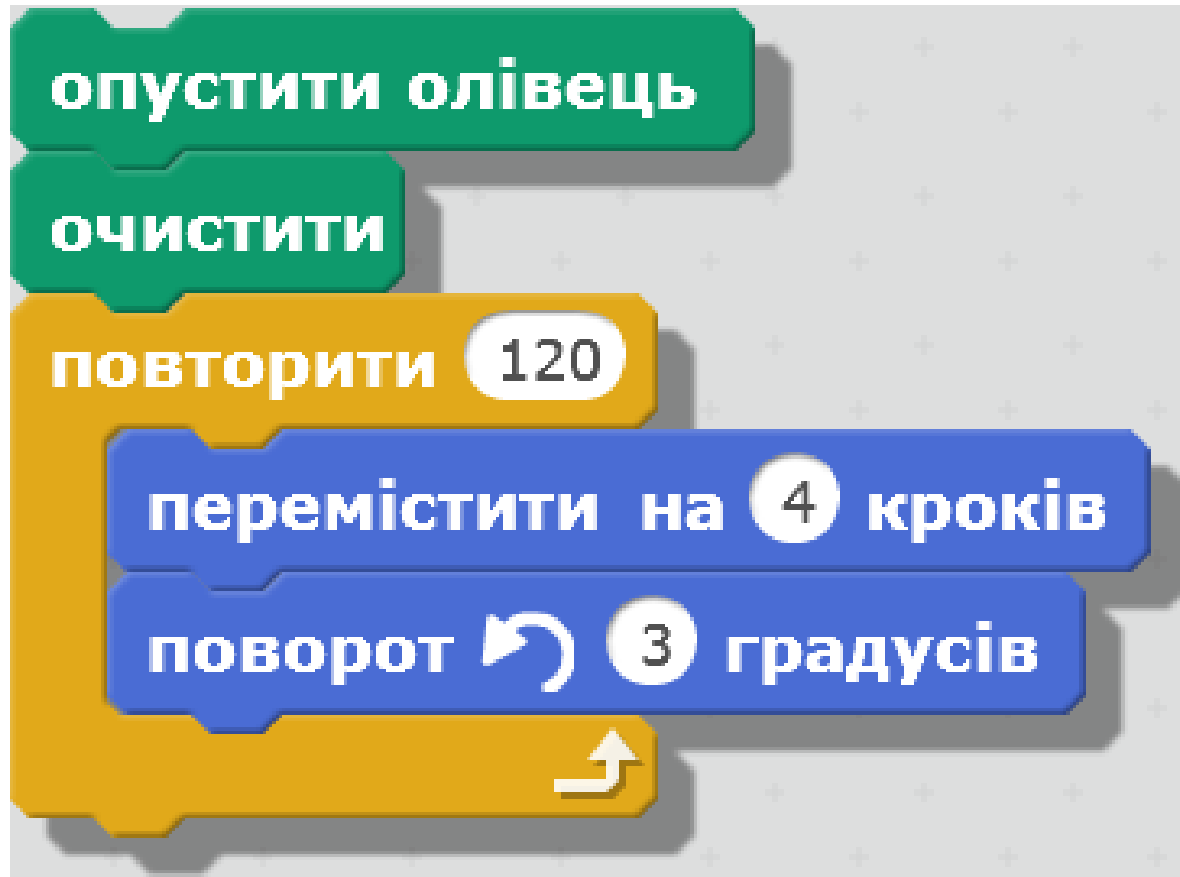 опустити олівець
очистити
повторити 120
перемістити на 4 кроків
поворот 3 градусів